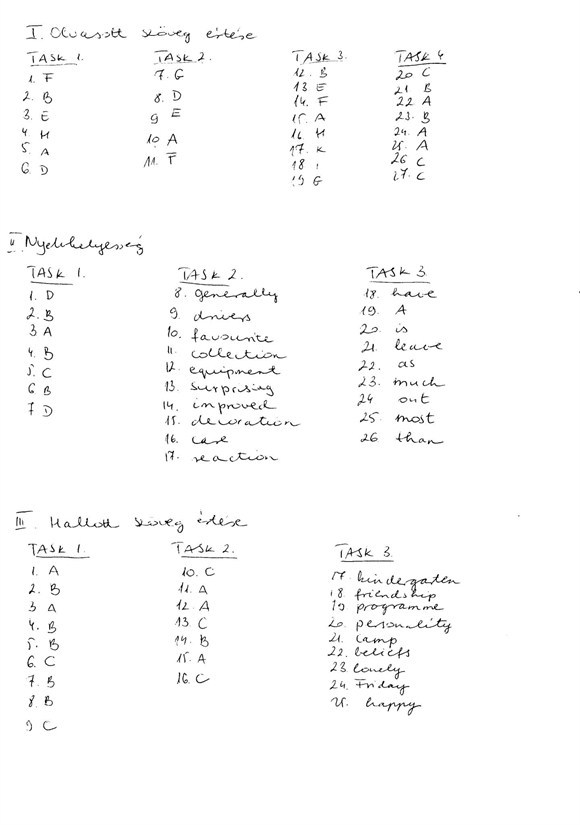 I. Olvasott szöveg értése
TASK 1.
1. F
2. B
3. E
4. H
5. A
6. D
TASK 2.
7. G
8. D
9 E
10 A
11. F
TASK 3.
12. B
13 E
14. F
15. A
16. H
17. K
18 I
19 G
TASK 4
20 C
21 B
22 A
23. B
24. A
25. A
26 C
27. C
II Nyelvhelyesség
TASK 1.
1. D
2. B
3 A
4. B
5. C
6 B
7 D
TASK 2.
8. generally
9. drivers
10. favourite
11. collection
12. equipment
13. surprising
14. improved
15. decoration
16. care
17. reaction
TASK 3.
18. have
19. A
20. is
21. leave
22. as
23. much
24 out
25. most
26 than
III. Hallott szöveg értése
TASK 1.
1. A
2. B
3 A
4. B
5. B
6. C
7. B
8. B
9 C
TASK 2.
10. C
11. A
12. A
13 C
14. B
15. A
16. C
TASK 3.
17. kindergarten
18. friendship
19 programme
20. personality
21. camp
22. beliefs
23 lonely
24. Friday
25. happy